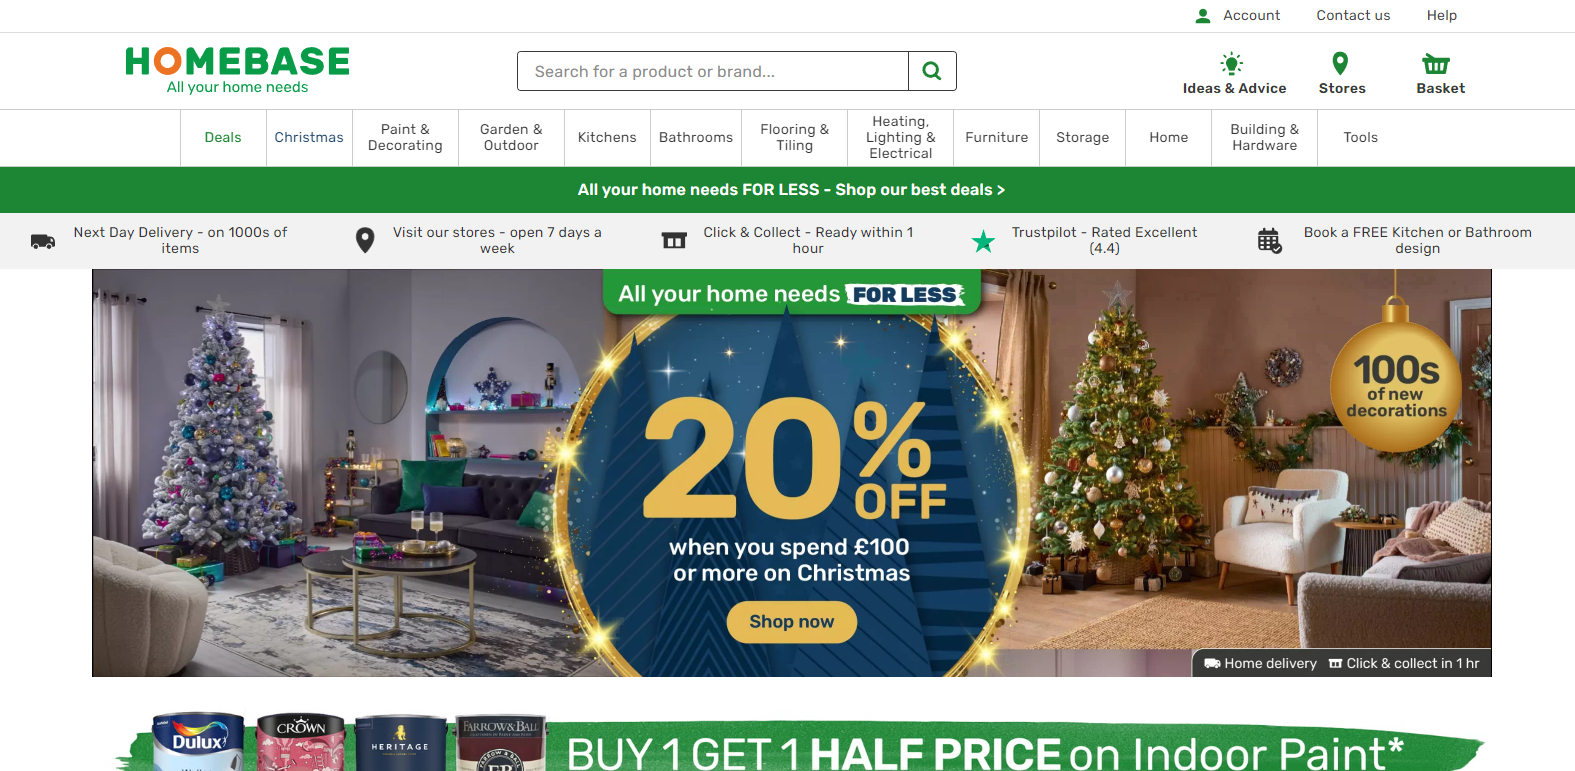 Account Contact us Help
HOMEBASE
All your home needs
Search for a product or brand...
Ideas & Advice Stores Basket
Deals
Christmas
Paint &
Decorating
Garden &
Outdoor
Kitchens
Bathrooms
Flooring &
Tiling
Heating,
Lighting &
Electrical
Furniture
Storage
Home
Building &
Hardware
Tools
All your home needs FOR LESS - Shop our best deals >
Next Day Delivery - on 1000s of
items
Visit our stores - open 7 days a
week
Click & Collect - Ready within 1
hour
Trustpilot - Rated Excellent
(4.4)
Book a FREE Kitchen or Bathroom
design
All your home needs FOR LESS
100s
of new
decorations
20% OFF
when you spend £100
or more on Christmas
Shop now
Home delivery Click & collect in 1 hr
Dulux
CROWN
HERITAGE
FARROW & BALL
BUY 1 GET 1 HALF PRICE on Indoor Paint*